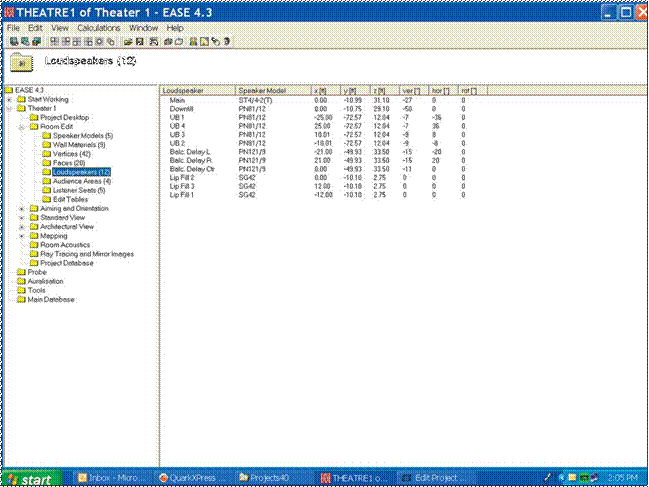 THEATRE1 of Theater 1 - EASE 4.3
File Edit View Calculations Window Help
Loudspeakers (12)
EASE 4.3
Start Working
Theater 1
Project Desktop
Room Edit
Speaker Models (5)
Wall Materials (9)
Vertices (42)
Faces (28)
Loudspeakers (12)
Audience Areas (4)
Listener Seats (5)
Edit Tables
Aiming and Orientation
Standard View
Architectural View
Mapping
Room Acoustics
Ray Tracing and Mirror Images
Project Database
Probe
Auralisation
Tools
Main Database
Loudspeaker Speaker Model x [ft] y [ft] z [ft] ver [°] hor [°] rot [°]
Main ST4/4-2(T) 0.00 -10.99 31.10 -27 0 0
Downfill PN81/12 0.00 -10.75 29.10 -50 0 0
UB 1 PN81/12 -25.00 -72.57 12.04 -7 -36 0
UB 4 PN81/12 25.00 -72.57 12.04 -7 36 0
UB 3 PN81/12 -72.57 12.04 -9 8 0
UB 2 PN81/12 -72.57 12.04 -9 -8 0
Balc. Delay L PN121/9 -21.00 -49.93 33.50 -15 -20 0
Balc. Delay R. PN121/9 21.00 -49.93 33.50 -15 20 0
Balc. Delay Ctr PN121/9 0.00 -49.93 33.50 -11 0 0
Lip Fill 2 SG42 0.00 -10.18 2.75 0 0 0
Lip Fill 3 SG42 12.00 -10.18 2.75 0 0 0
Lip Fill 1 SG42 -12.00 -10.18 2.75 0 0 0
start Inbox - Micro... QuarkXPress ... Projects40 THEATRE1 o... Edit Project ... 2:05 PM